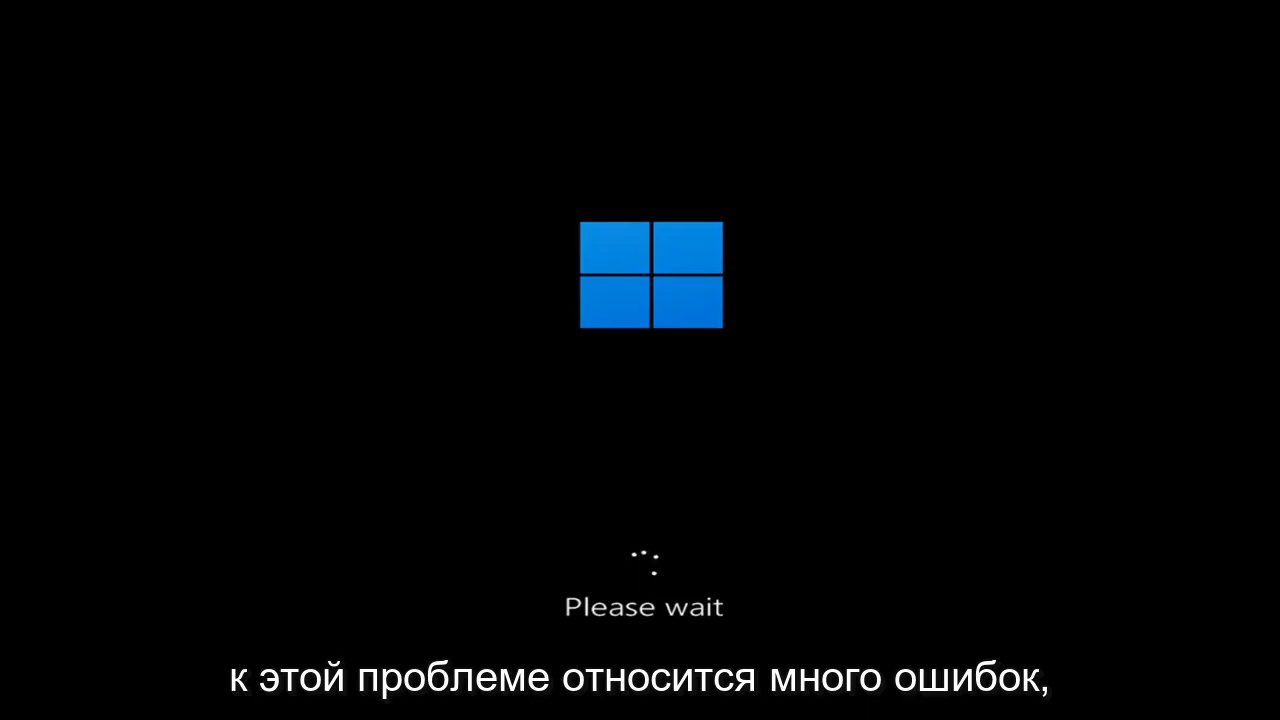 Please wait
к этой проблеме относится много ошибок,